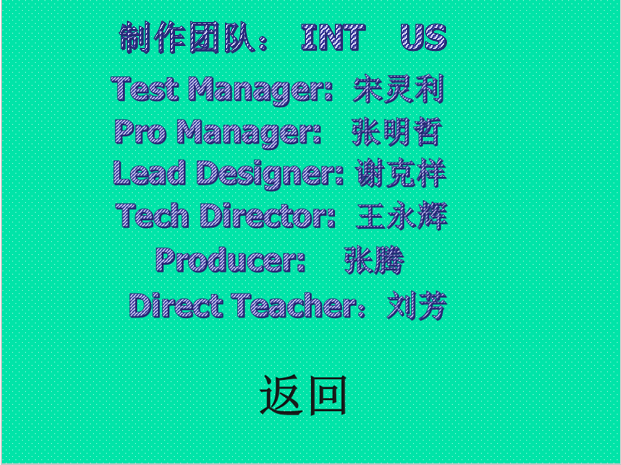 制作团队: INT US
Test Manager: 宋灵利
Pro Manager: 张明哲
Lead Designer: 谢克样
Tech Director: 王永辉
Producer: 张腾
Direct Teacher: 刘芳
返回